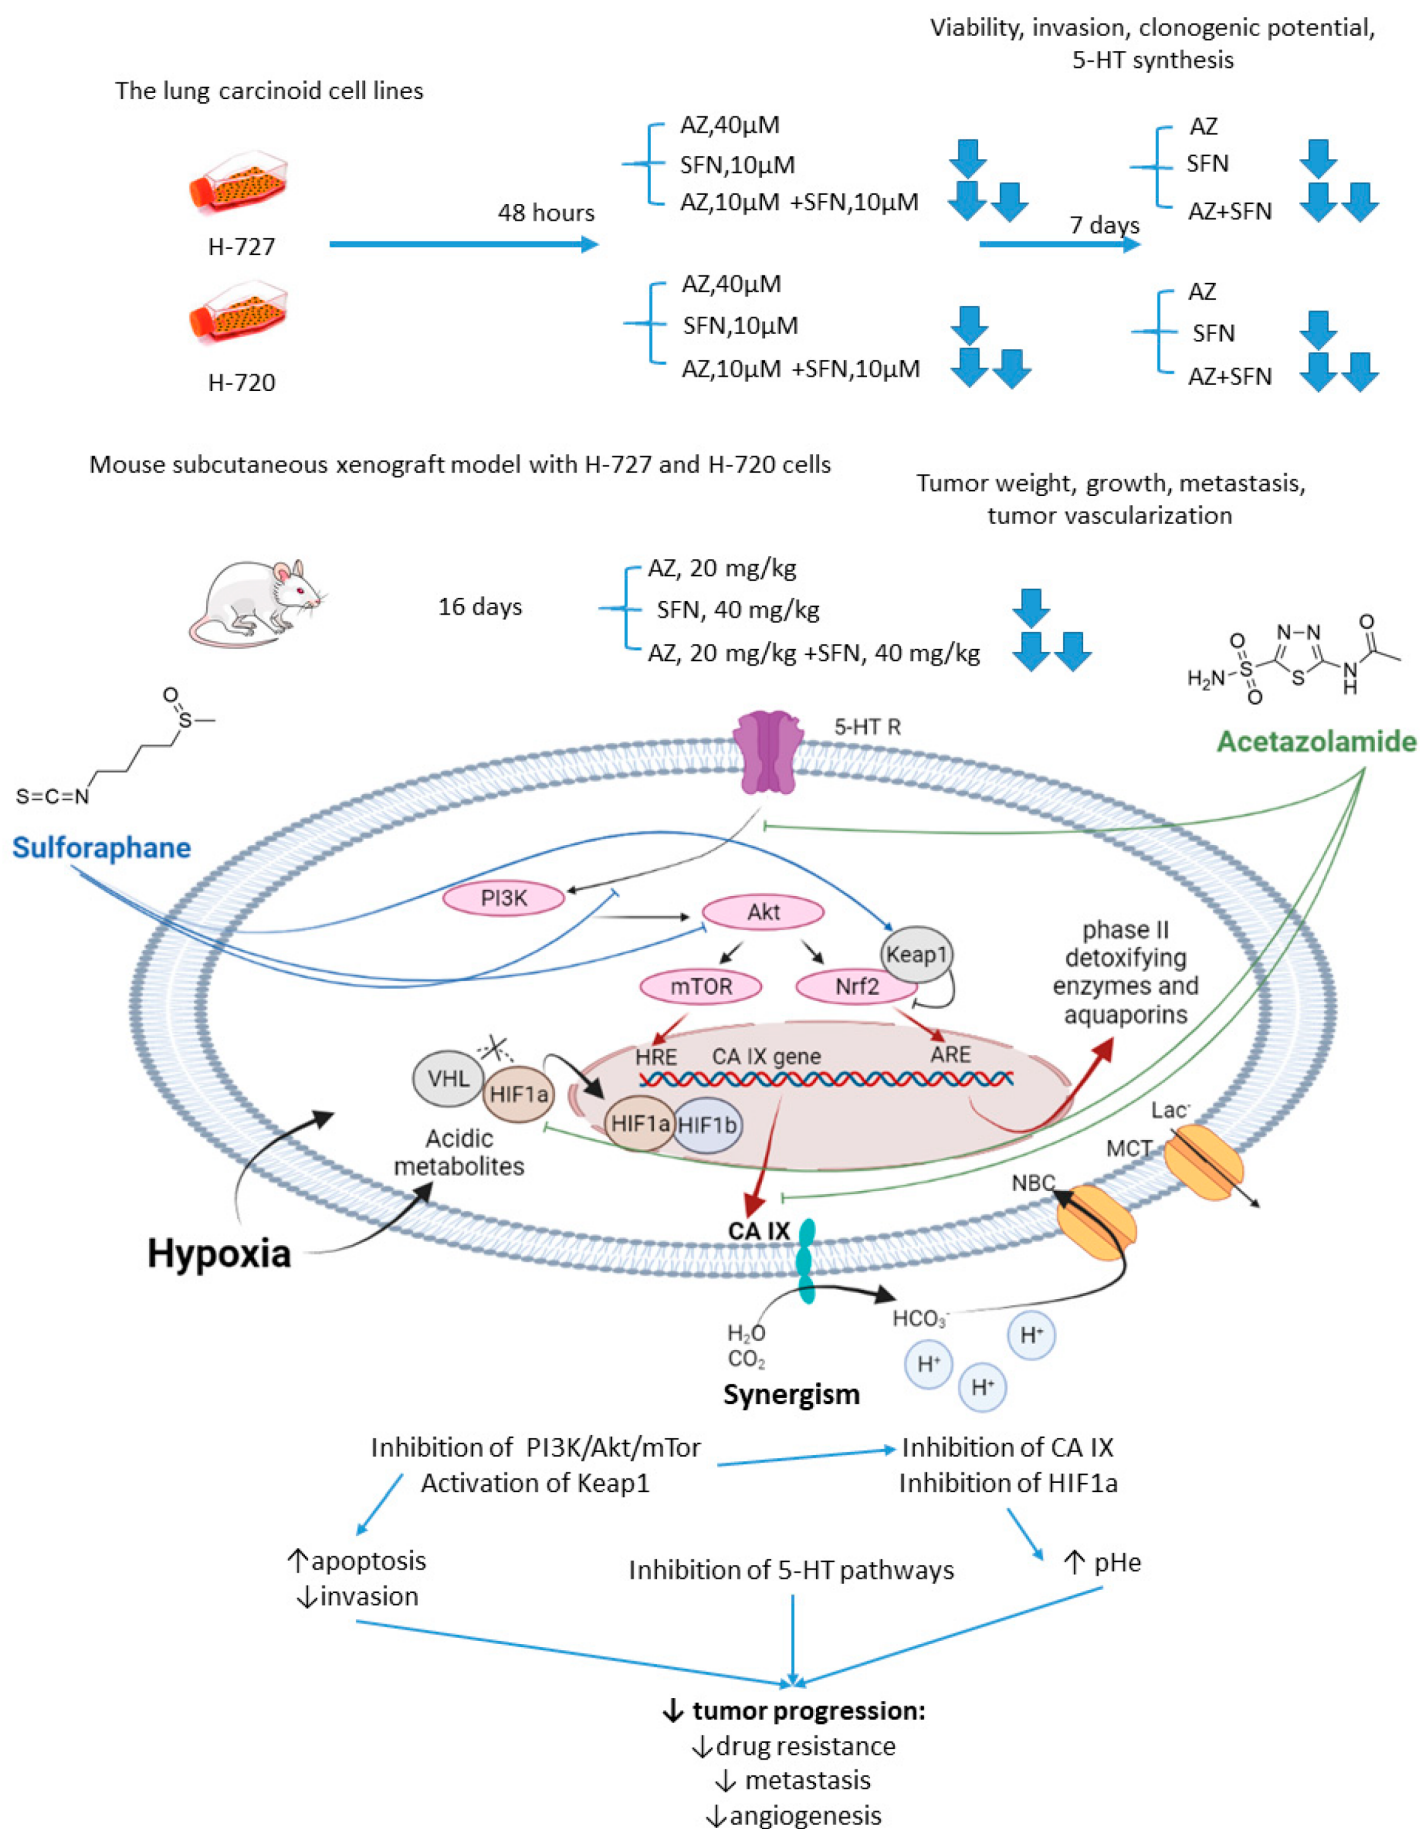 Viability, invasion, clonogenic potential,
5-HT synthesis
The lung carcinoid cell lines
AZ,40μM
SFN,10μM
AZ,10μM +SFN,10μM
AZ
SFN
AZ+SFN
48 hours
7 days
H-727
AZ,40μM
SFN,10μM
AZ,10μM +SFN,10μM
AZ
SFN
AZ+SFN
H-720
Mouse subcutaneous xenograft model with H-727 and H-720 cells
Tumor weight, growth, metastasis,
tumor vascularization
16 days
AZ, 20 mg/kg
SFN, 40 mg/kg
AZ, 20 mg/kg +SFN, 40 mg/kg
O
S
S=C=N
Sulforaphane
H₂N
O
S
O
N-N
S
N
H
O
Acetazolamide
5-HT R
PI3K
Akt
Keap1
mTOR
Nrf2
phase II
detoxifying
enzymes and
aquaporins
HRE
CA IX gene
ARE
VHL
HIF1a
HIF1a
HIF1b
Acidic
metabolites
Lac⁻
MCT
NBC
Hypoxia
CA IX
H₂O
CO₂
HCO₃⁻
H⁺
H⁺
H⁺
Synergism
Inhibition of PI3K/Akt/mTor
Activation of Keap1
Inhibition of CA IX
Inhibition of HIF1a
↑apoptosis
↓invasion
Inhibition of 5-HT pathways
↑ pHe
↓ tumor progression:
↓drug resistance
↓ metastasis
↓angiogenesis